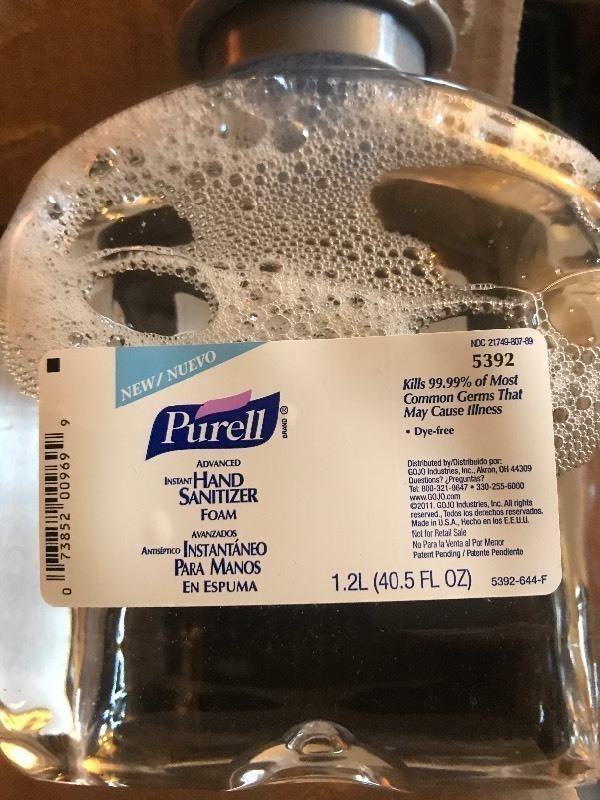 NEW/ NUEVO
Purell ®
BRAND
ADVANCED
INSTANT HAND
SANITIZER
FOAM
AVANZADOS
ANTISÉPTICO INSTANTÁNEO
PARA MANOS
EN ESPUMA
0 73852 00969 9
NDC 21749-807-89
5392
Kills 99.99% of Most
Common Germs That
May Cause Illness
• Dye-free
Distributed by/Distribuido por:
GOJO Industries, Inc., Akron, OH 44309
Questions? ¿Preguntas?
Tel: 800-321-9647 • 330-255-6000
www.GOJO.com
©2011. GOJO Industries, Inc. All rights
reserved., Todos los derechos reservados.
Made in U.S.A., Hecho en los E.E.U.U.
Not for Retail Sale
No Para la Venta al Por Menor
Patent Pending / Patente Pendiente
1.2L (40.5 FL OZ)
5392-644-F